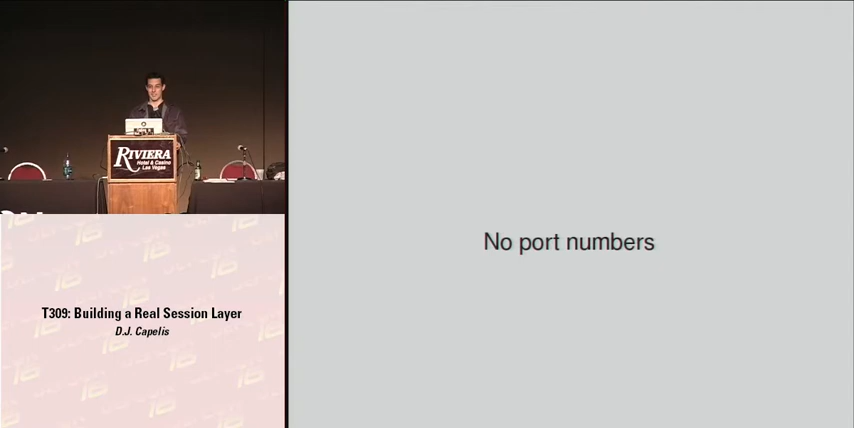 RIVIERA
Hotel & Casino
Las Vegas
T309: Building a Real Session Layer
D.J. Capelis
No port numbers